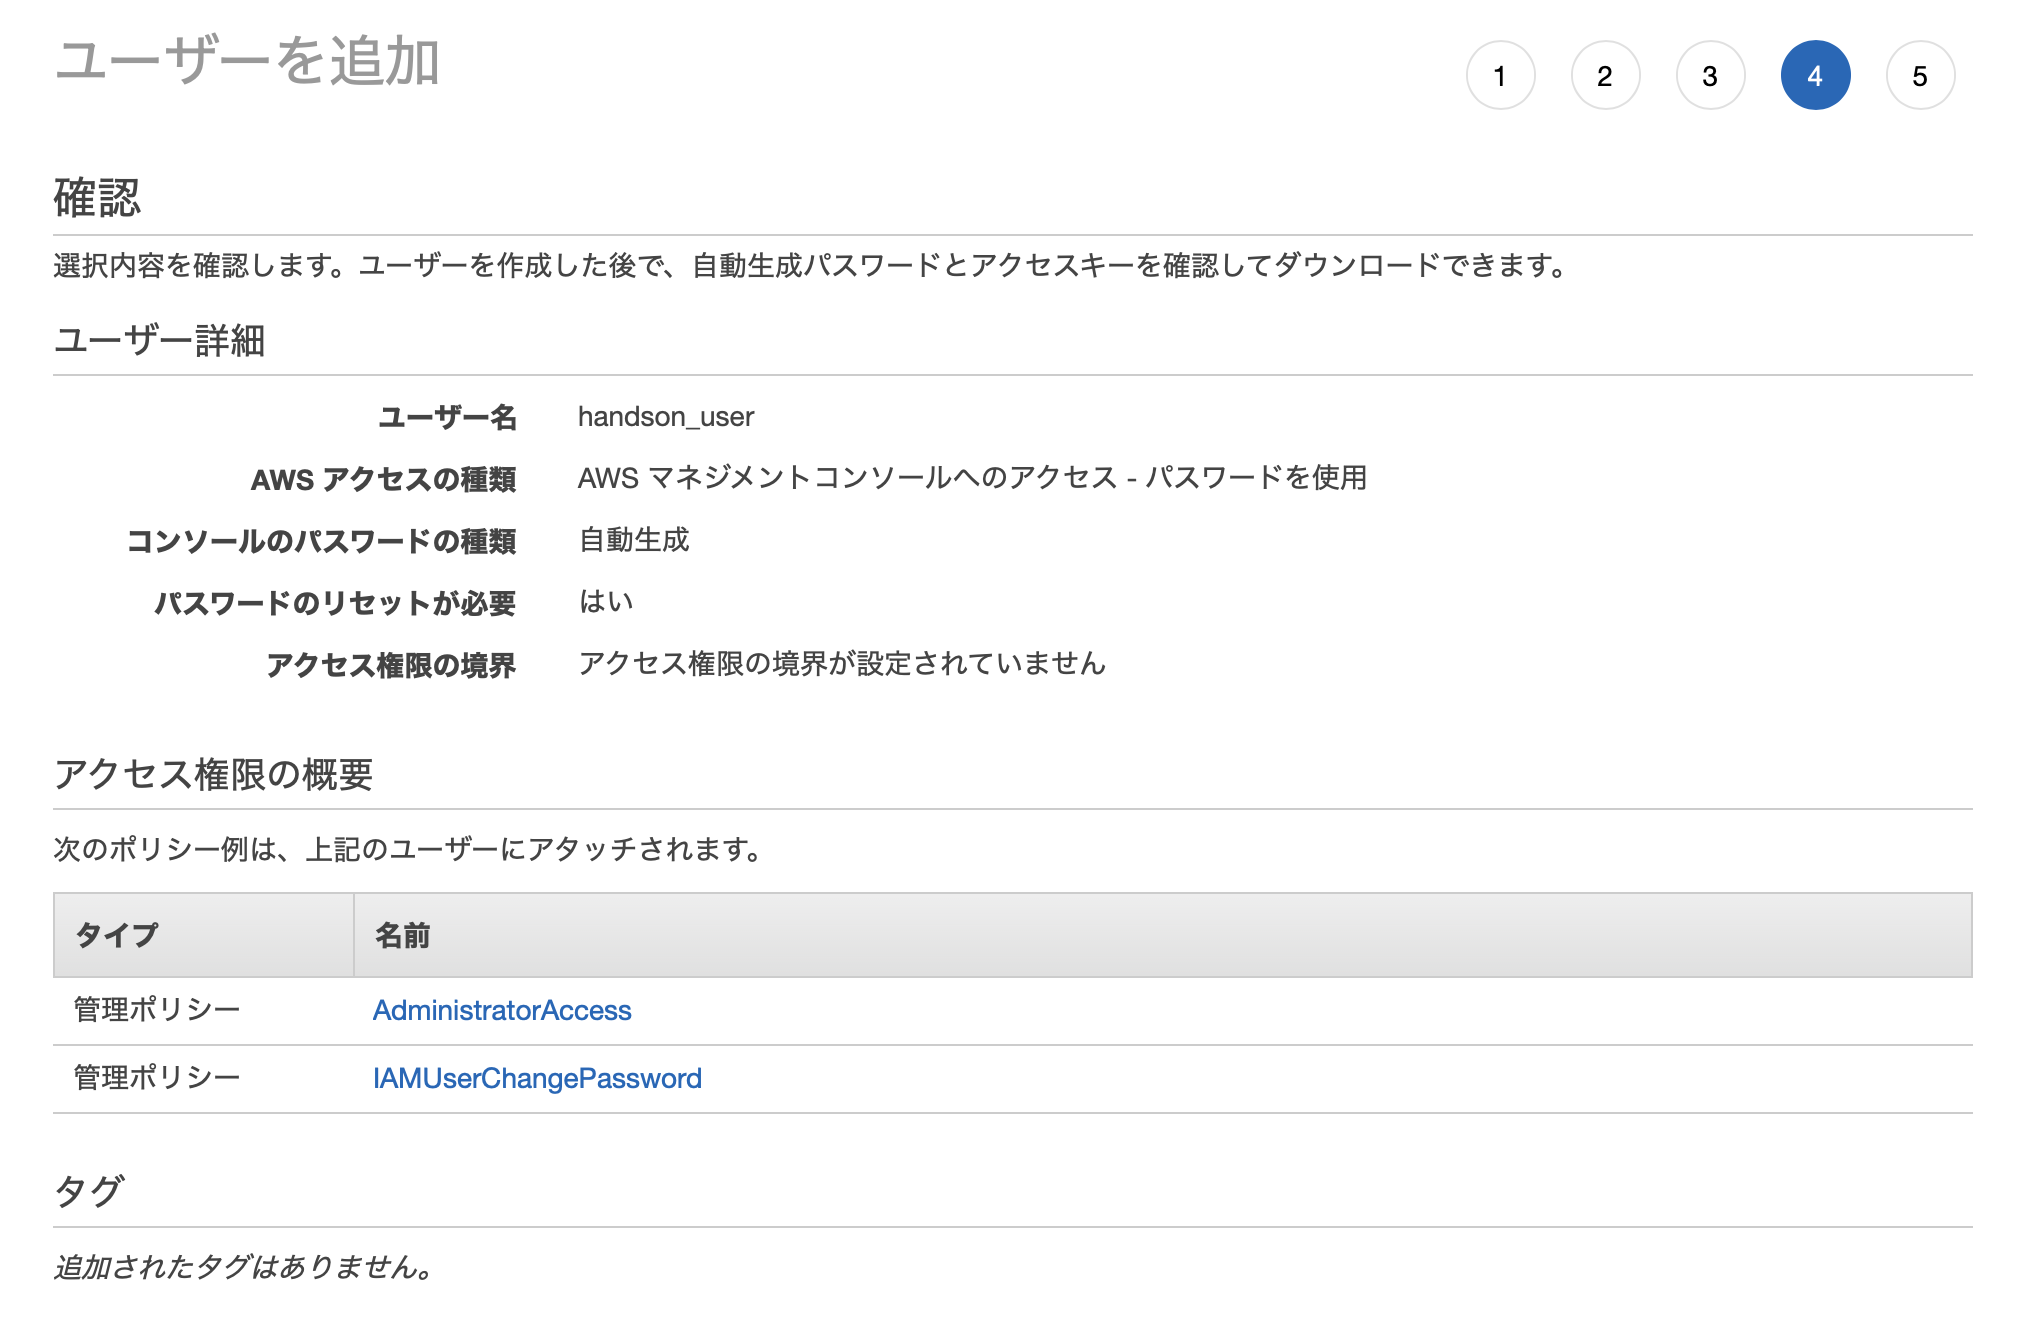 ユーザーを追加
1 2 3 4 5
確認
選択内容を確認します。ユーザーを作成した後で、自動生成パスワードとアクセスキーを確認してダウンロードできます。
ユーザー詳細
ユーザー名 handson_user
AWS アクセスの種類 AWS マネジメントコンソールへのアクセス - パスワードを使用
コンソールのパスワードの種類 自動生成
パスワードのリセットが必要 はい
アクセス権限の境界 アクセス権限の境界が設定されていません
アクセス権限の概要
次のポリシー例は、上記のユーザーにアタッチされます。
タイプ 名前
管理ポリシー AdministratorAccess
管理ポリシー IAMUserChangePassword
タグ
追加されたタグはありません。